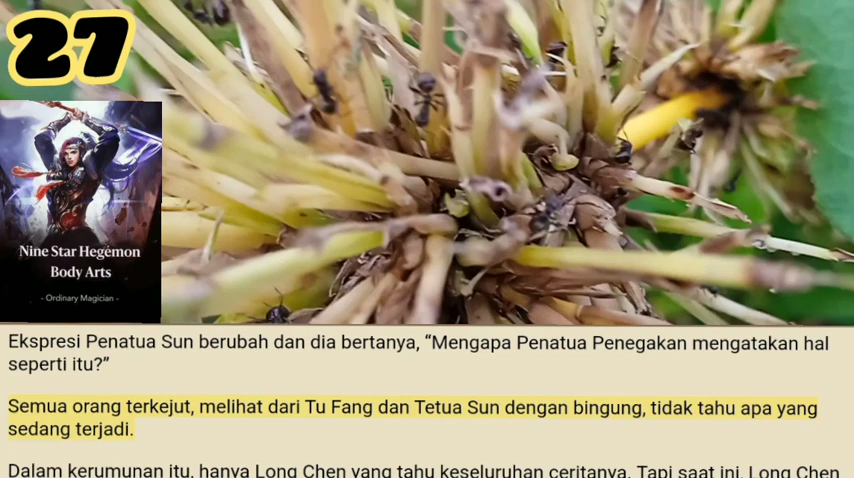 27
Nine Star Hegemon
Body Arts
- Ordinary Magician -
Ekspresi Penatua Sun berubah dan dia bertanya, “Mengapa Penatua Penegakan mengatakan hal
seperti itu?”
Semua orang terkejut, melihat dari Tu Fang dan Tetua Sun dengan bingung, tidak tahu apa yang
sedang terjadi.
Dalam kerumunan itu, hanya Long Chen yang tahu keseluruhan ceritanya. Tapi saat ini, Long Chen